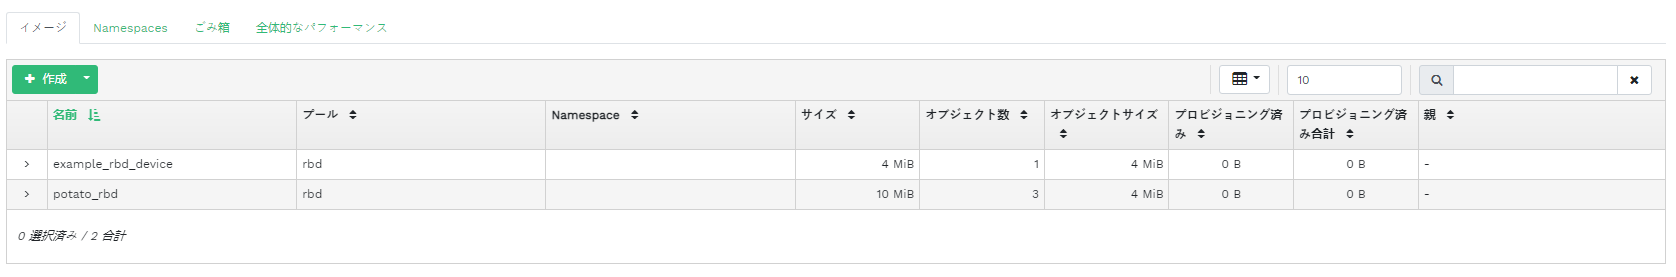 イメージ Namespaces ごみ箱 全体的なパフォーマンス
作成 10
名前 プール Namespace サイズ オブジェクト数 オブジェクトサイズ プロビジョニング済み プロビジョニング済み合計 親
example_rbd_device rbd 4 MiB 1 4 MiB 0 B 0 B -
potato_rbd rbd 10 MiB 3 4 MiB 0 B 0 B -
0 選択済み / 2 合計